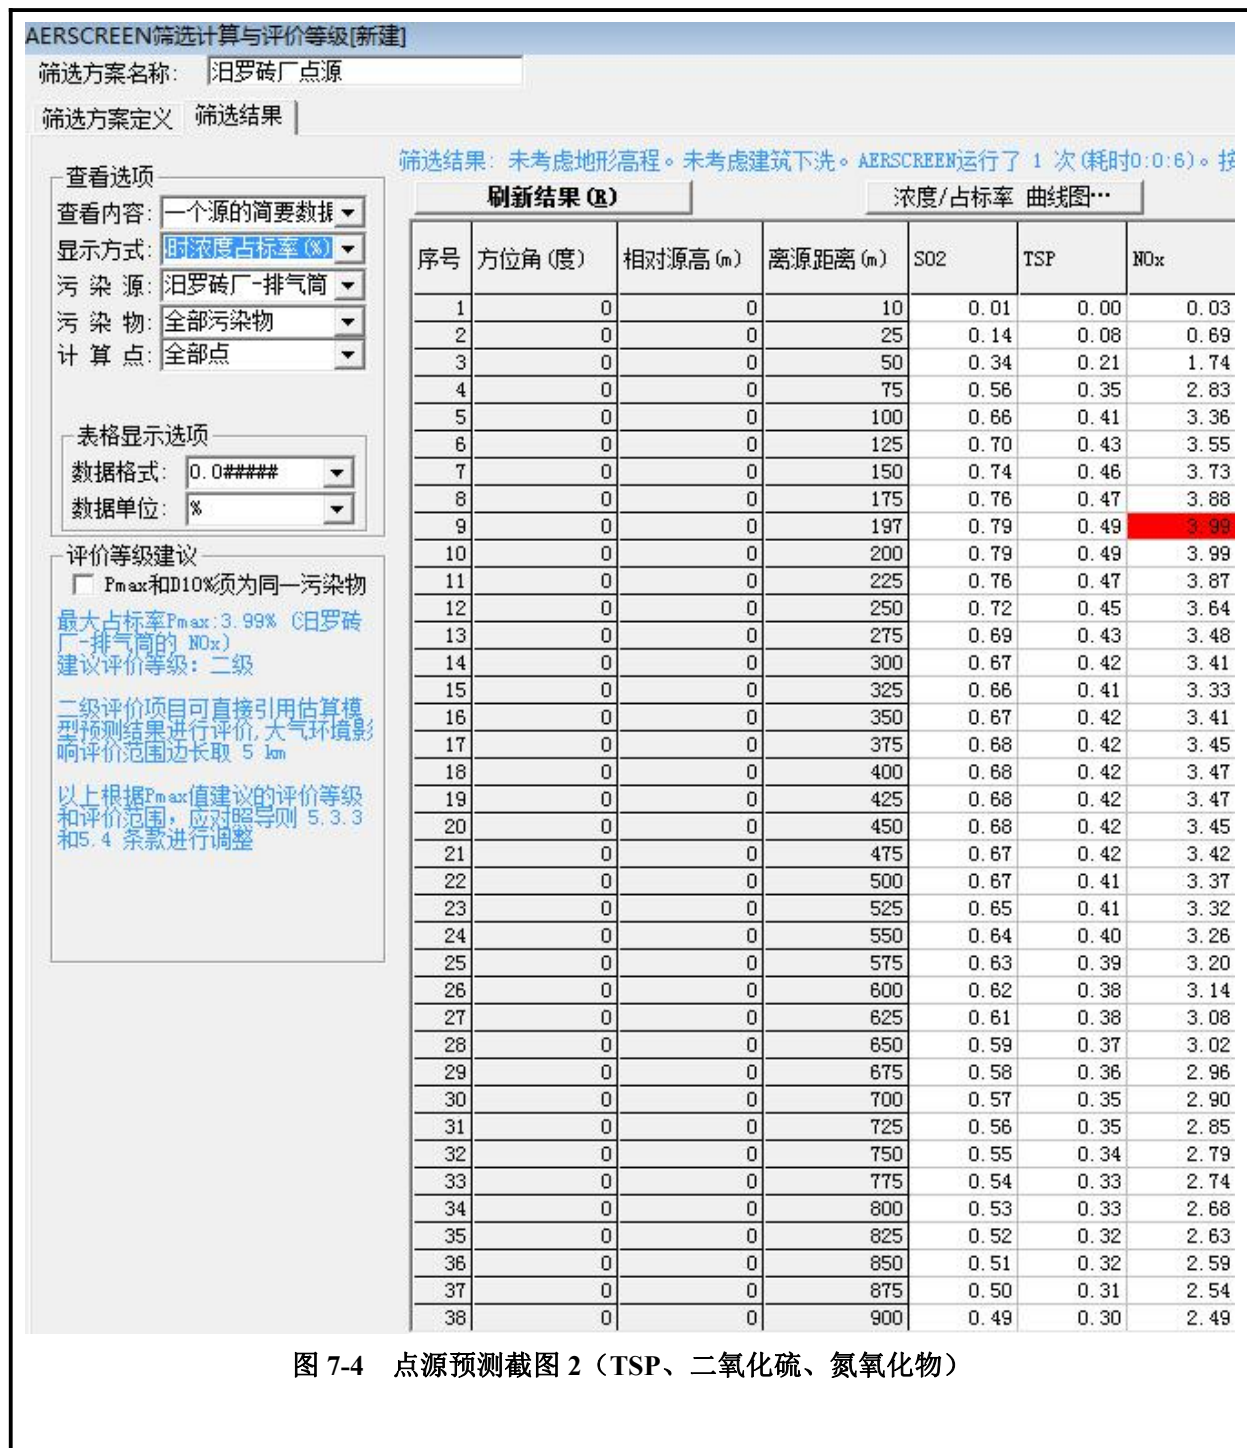 AERSCREEN筛选计算与评价等级[新建]
筛选方案名称: 汨罗砖厂点源
筛选方案定义 筛选结果
筛选结果: 未考虑地形高程。未考虑建筑下洗。AERSCREEN运行了 1 次(耗时0:0:6)。按
刷新结果(R) 浓度/占标率 曲线图…
查看选项
查看内容: 一个源的简要数据
显示方式: 时浓度占标率(%)
污 染 源: 汨罗砖厂-排气筒
污 染 物: 全部污染物
计 算 点: 全部点
表格显示选项
数据格式: 0.0#####
数据单位: %
评价等级建议
Pmax和D10%须为同一污染物
最大占标率Pmax:3.99% (汨罗砖
厂-排气筒的 NOx)
建议评价等级: 二级
二级评价项目可直接引用估算模
型预测结果进行评价,大气环境影
响评价范围边长取 5 km
以上根据Pmax值建议的评价等级
和评价范围, 应对照导则 5.3.3
和5.4 条款进行调整
序号 方位角(度) 相对源高(m) 离源距离(m) SO2 TSP NOx
1 0 0 10 0.01 0.00 0.03
2 0 0 25 0.14 0.08 0.69
3 0 0 50 0.34 0.21 1.74
4 0 0 75 0.56 0.35 2.83
5 0 0 100 0.66 0.41 3.36
6 0 0 125 0.70 0.43 3.55
7 0 0 150 0.74 0.46 3.73
8 0 0 175 0.76 0.47 3.88
9 0 0 197 0.79 0.49 3.99
10 0 0 200 0.79 0.49 3.99
11 0 0 225 0.76 0.47 3.87
12 0 0 250 0.72 0.45 3.64
13 0 0 275 0.69 0.43 3.48
14 0 0 300 0.67 0.42 3.41
15 0 0 325 0.66 0.41 3.33
16 0 0 350 0.67 0.42 3.41
17 0 0 375 0.68 0.42 3.45
18 0 0 400 0.68 0.42 3.47
19 0 0 425 0.68 0.42 3.47
20 0 0 450 0.68 0.42 3.45
21 0 0 475 0.67 0.42 3.42
22 0 0 500 0.67 0.41 3.37
23 0 0 525 0.65 0.41 3.32
24 0 0 550 0.64 0.40 3.26
25 0 0 575 0.63 0.39 3.20
26 0 0 600 0.62 0.38 3.14
27 0 0 625 0.61 0.38 3.08
28 0 0 650 0.59 0.37 3.02
29 0 0 675 0.58 0.36 2.96
30 0 0 700 0.57 0.35 2.90
31 0 0 725 0.56 0.35 2.85
32 0 0 750 0.55 0.34 2.79
33 0 0 775 0.54 0.33 2.74
34 0 0 800 0.53 0.33 2.68
35 0 0 825 0.52 0.32 2.63
36 0 0 850 0.51 0.32 2.59
37 0 0 875 0.50 0.31 2.54
38 0 0 900 0.49 0.30 2.49
图 7-4 点源预测截图 2（TSP、二氧化硫、氮氧化物）